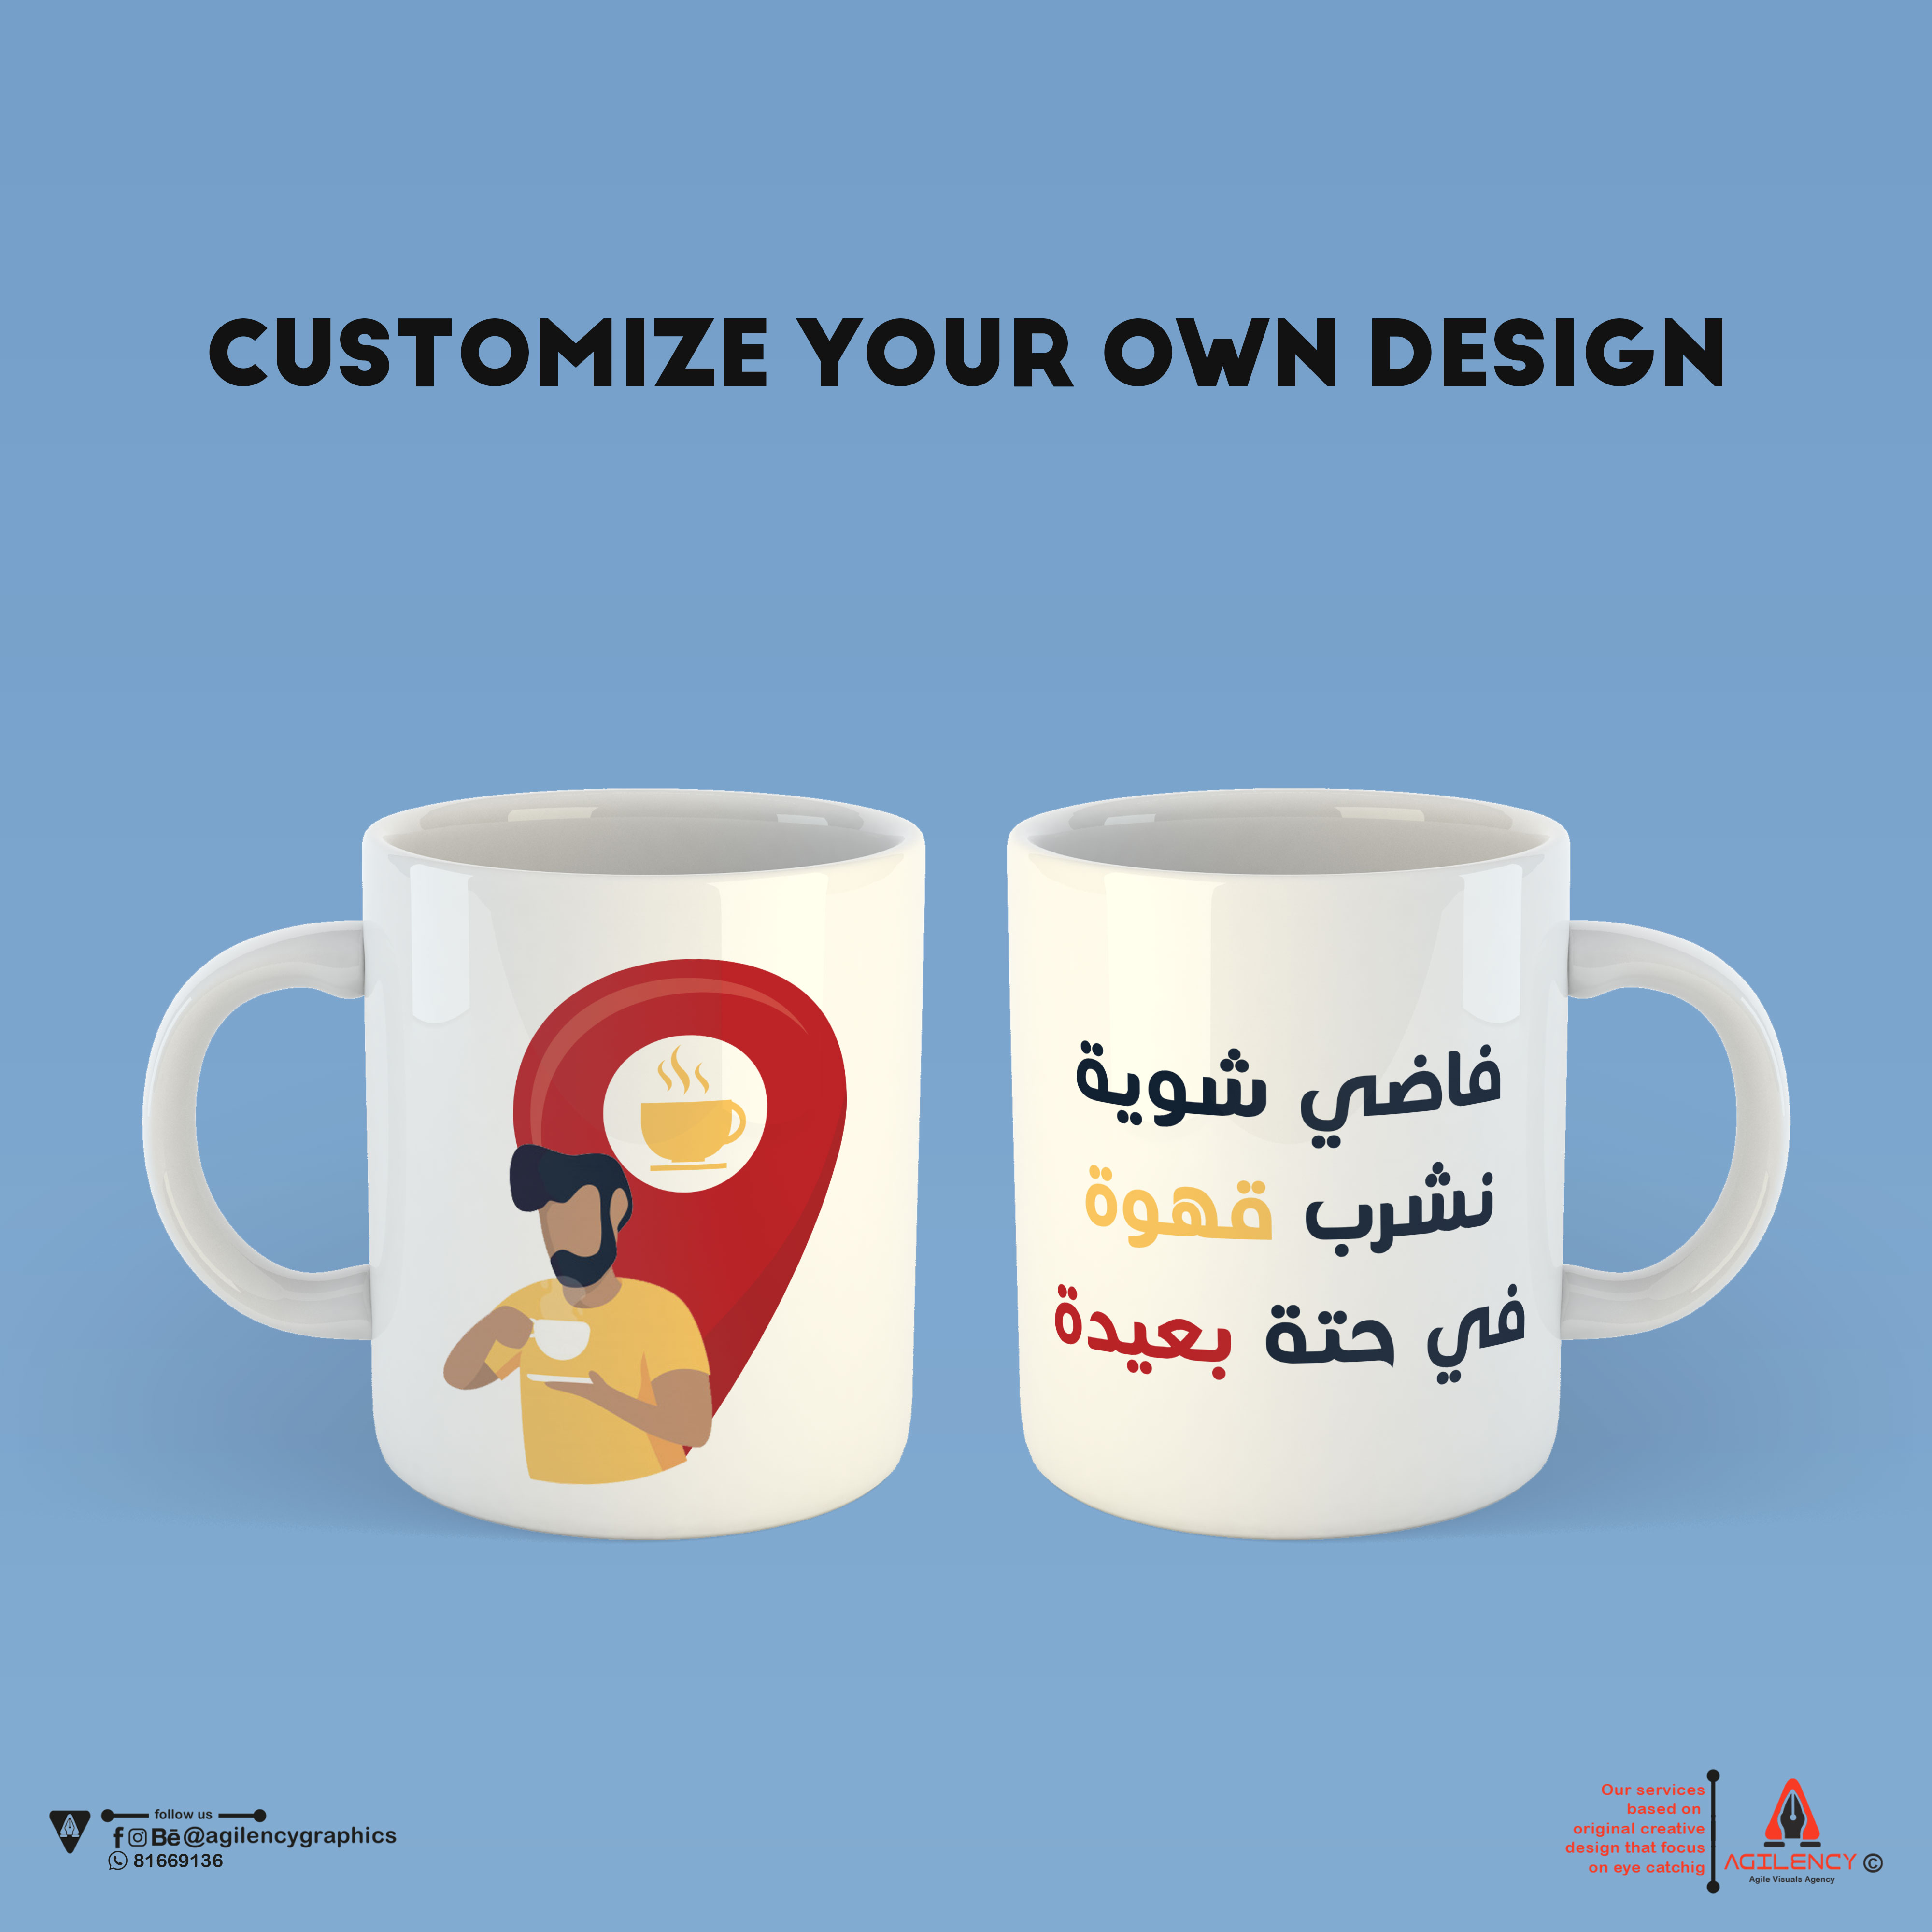 CUSTOMIZE YOUR OWN DESIGN
فاضي شوية
نشرب قهوة
في حتة بعيدة
follow us
f Bē @agilencygraphics
81669136
Our services
based on
original creative
design that focus
on eye catchig
AGILENCY ©
Agile Visuals Agency